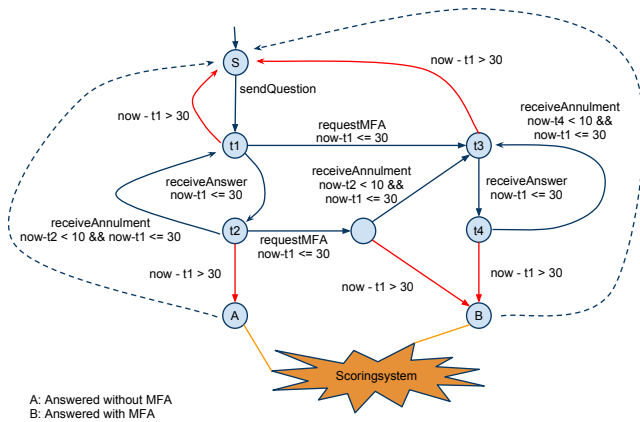 S
sendQuestion
now - t1 > 30
now - t1 > 30
requestMFA
now-t1 <= 30
receiveAnnulment
now-t4 < 10 &&
now-t1 <= 30
t1
t3
receiveAnnulment
now-t2 < 10 &&
now-t1 <= 30
receiveAnswer
now-t1 <= 30
receiveAnswer
now-t1 <= 30
receiveAnnulment
now-t2 < 10 && now-t1 <= 30
t2
requestMFA
now-t1 <= 30
t4
now - t1 > 30
now - t1 > 30
now - t1 > 30
A
B
Scoringsystem
A: Answered without MFA
B: Answered with MFA